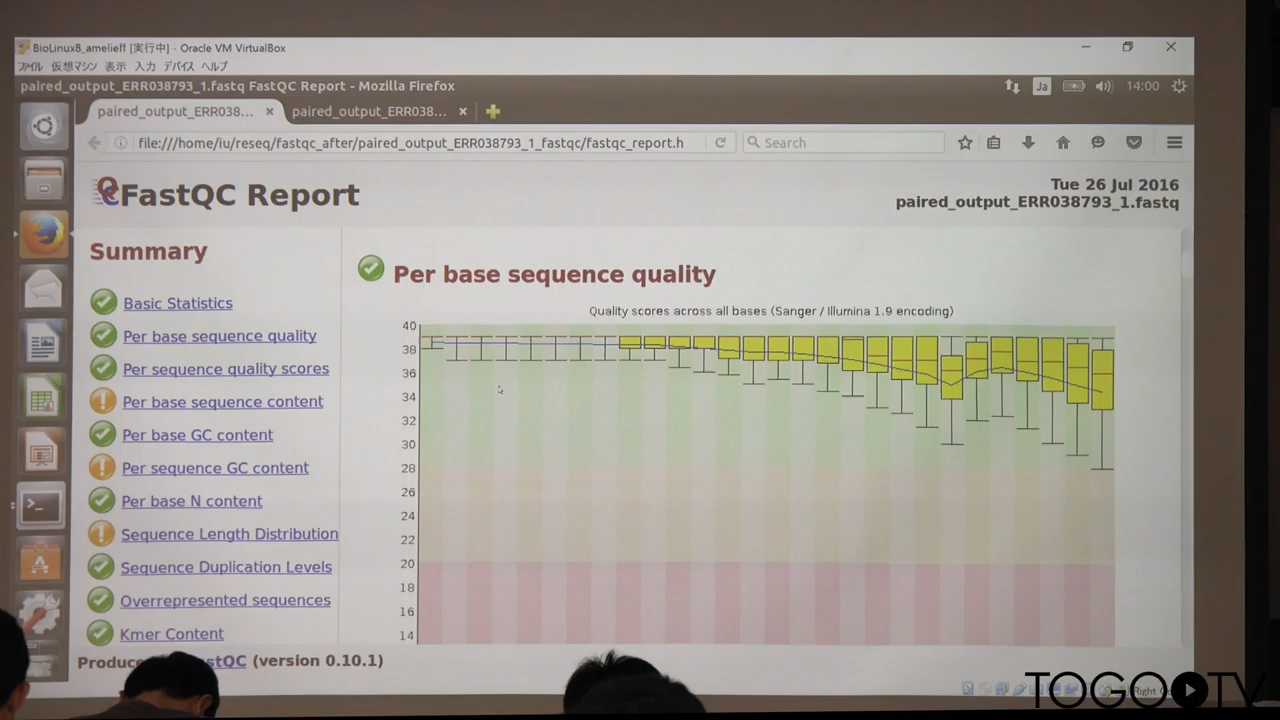 BioLinux8_amelieff [実行中] - Oracle VM VirtualBox
ファイル 仮想マシン 表示 入力 デバイス ヘルプ
paired_output_ERR038793_1.fastq FastQC Report - Mozilla Firefox
Ja
14:00
paired_output_ERR038... × paired_output_ERR038... ×
file:///home/iu/reseq/fastqc_after/paired_output_ERR038793_1_fastqc/fastqc_report.h
Search
FastQC Report
Tue 26 Jul 2016
paired_output_ERR038793_1.fastq
Summary
Basic Statistics
Per base sequence quality
Per sequence quality scores
Per base sequence content
Per base GC content
Per sequence GC content
Per base N content
Sequence Length Distribution
Sequence Duplication Levels
Overrepresented sequences
Kmer Content
Per base sequence quality
Quality scores across all bases (Sanger / Illumina 1.9 encoding)
40
38
36
34
32
30
28
26
24
22
20
18
16
14
(version 0.10.1)
Right
TOGO TV